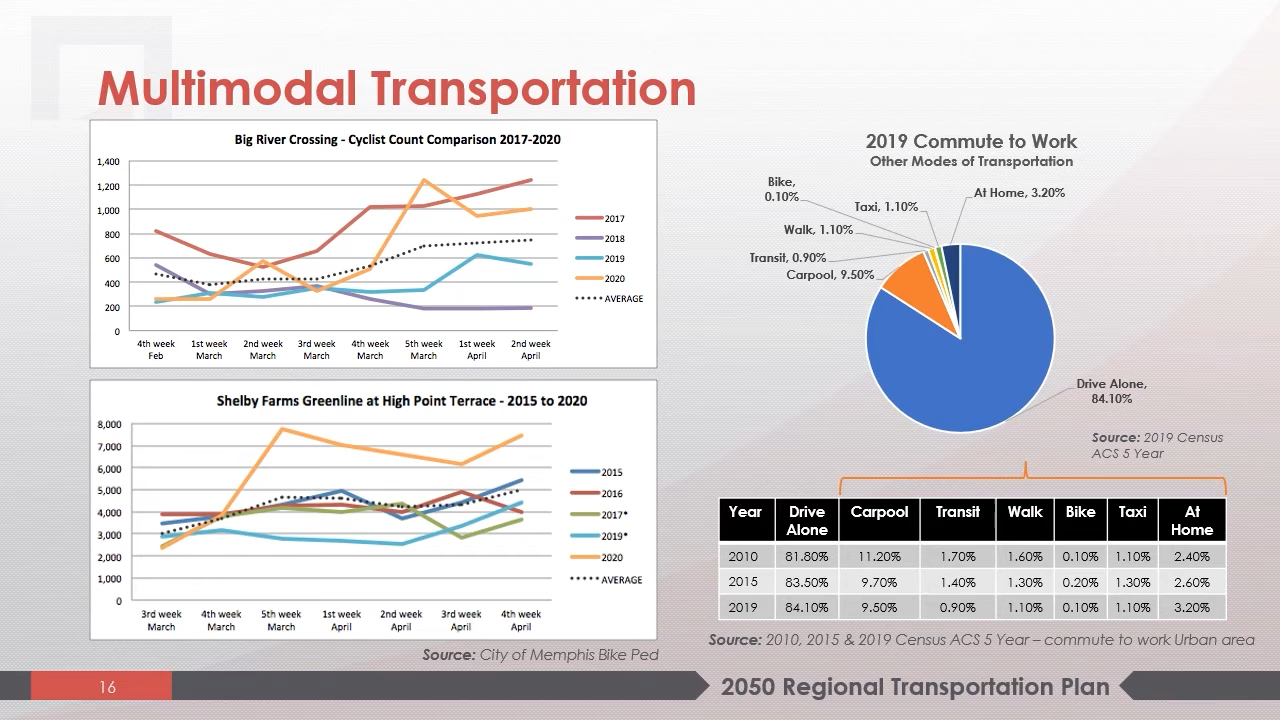 Multimodal Transportation
Big River Crossing - Cyclist Count Comparison 2017-2020
1,400
1,200
1,000
800
600
400
200
0
4th week Feb
1st week March
2nd week March
3rd week March
4th week March
5th week March
1st week April
2nd week April
2017
2018
2019
2020
AVERAGE
Shelby Farms Greenline at High Point Terrace - 2015 to 2020
8,000
7,000
6,000
5,000
4,000
3,000
2,000
1,000
0
3rd week March
4th week March
5th week March
1st week April
2nd week April
3rd week April
4th week April
2015
2016
2017*
2019*
2020
AVERAGE
Source: City of Memphis Bike Ped
2019 Commute to Work
Other Modes of Transportation
Bike, 0.10%
Taxi, 1.10%
At Home, 3.20%
Walk, 1.10%
Transit, 0.90%
Carpool, 9.50%
Drive Alone, 84.10%
Source: 2019 Census
ACS 5 Year
Year Drive Alone Carpool Transit Walk Bike Taxi At Home
2010 81.80% 11.20% 1.70% 1.60% 0.10% 1.10% 2.40%
2015 83.50% 9.70% 1.40% 1.30% 0.20% 1.30% 2.60%
2019 84.10% 9.50% 0.90% 1.10% 0.10% 1.10% 3.20%
Source: 2010, 2015 & 2019 Census ACS 5 Year – commute to work Urban area
16
2050 Regional Transportation Plan